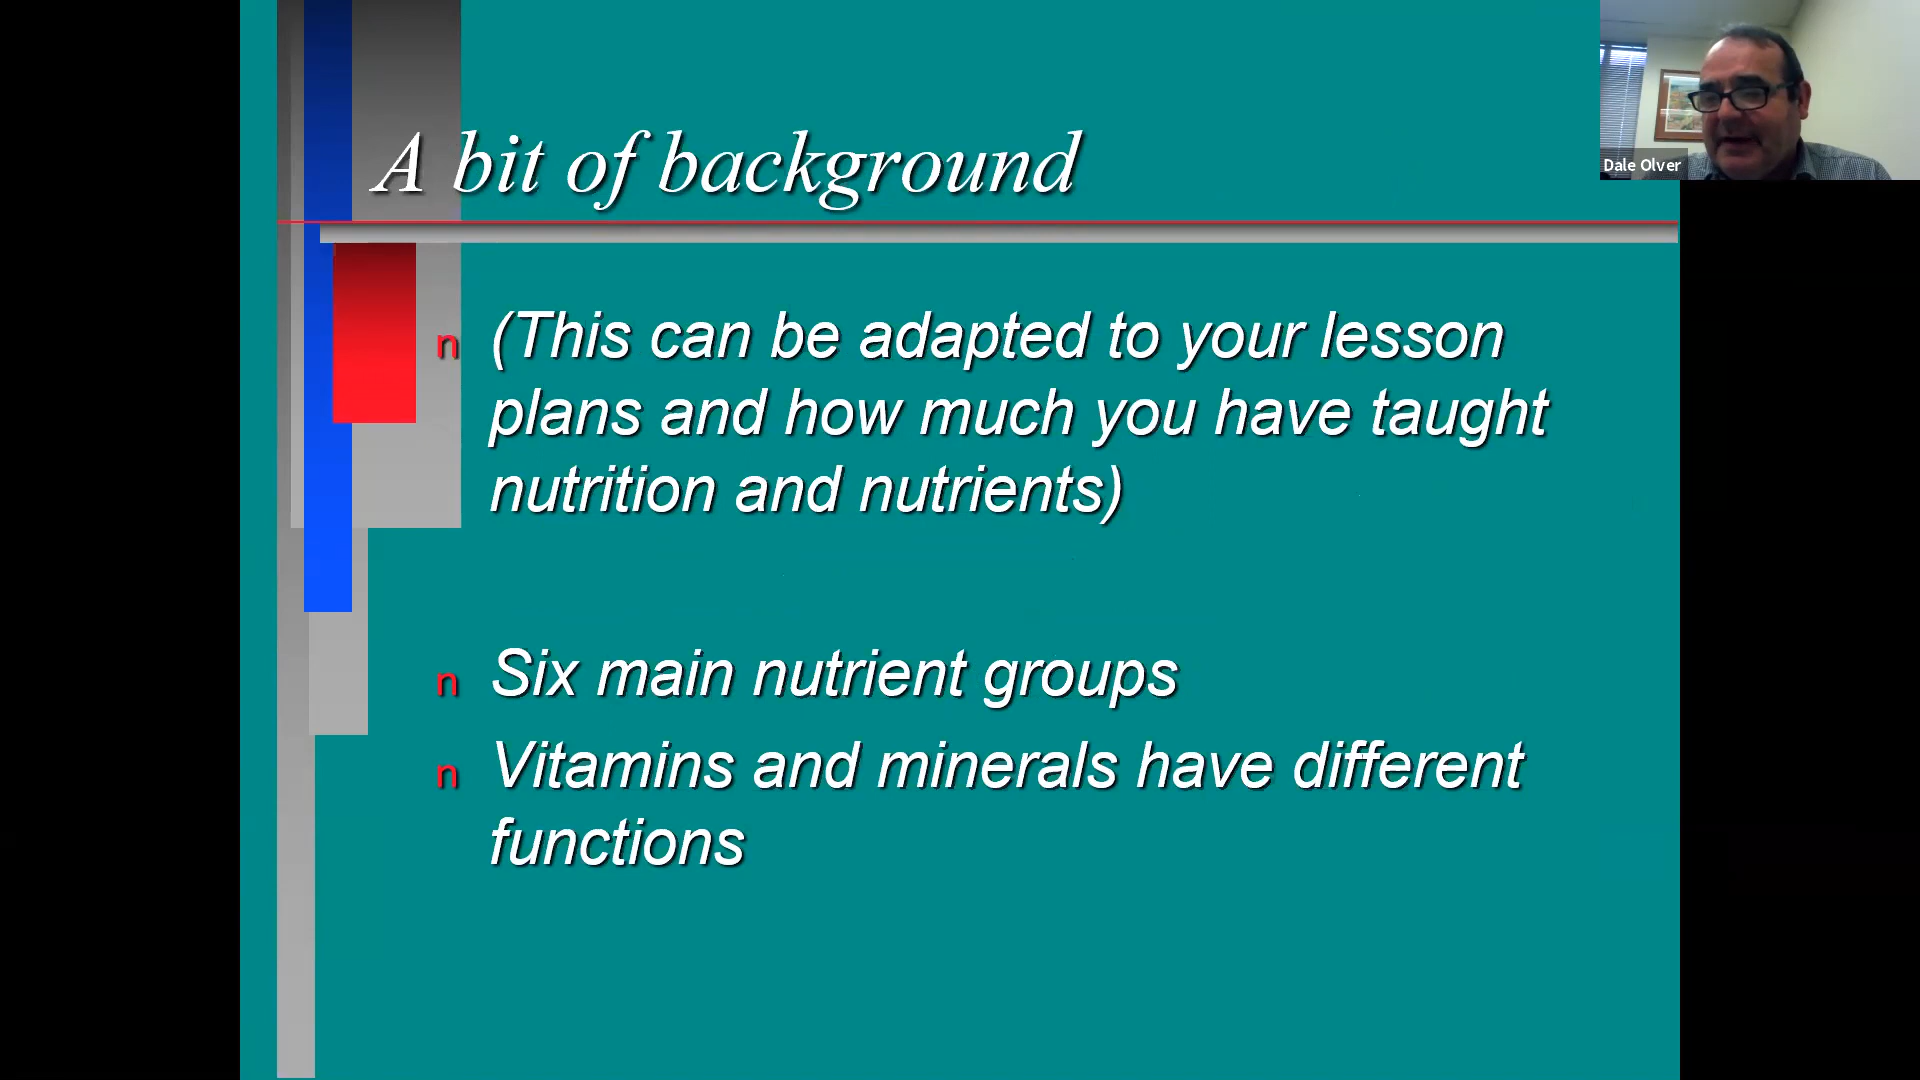 A bit of background
Dale Olver
n (This can be adapted to your lesson
plans and how much you have taught
nutrition and nutrients)
n Six main nutrient groups
n Vitamins and minerals have different
functions